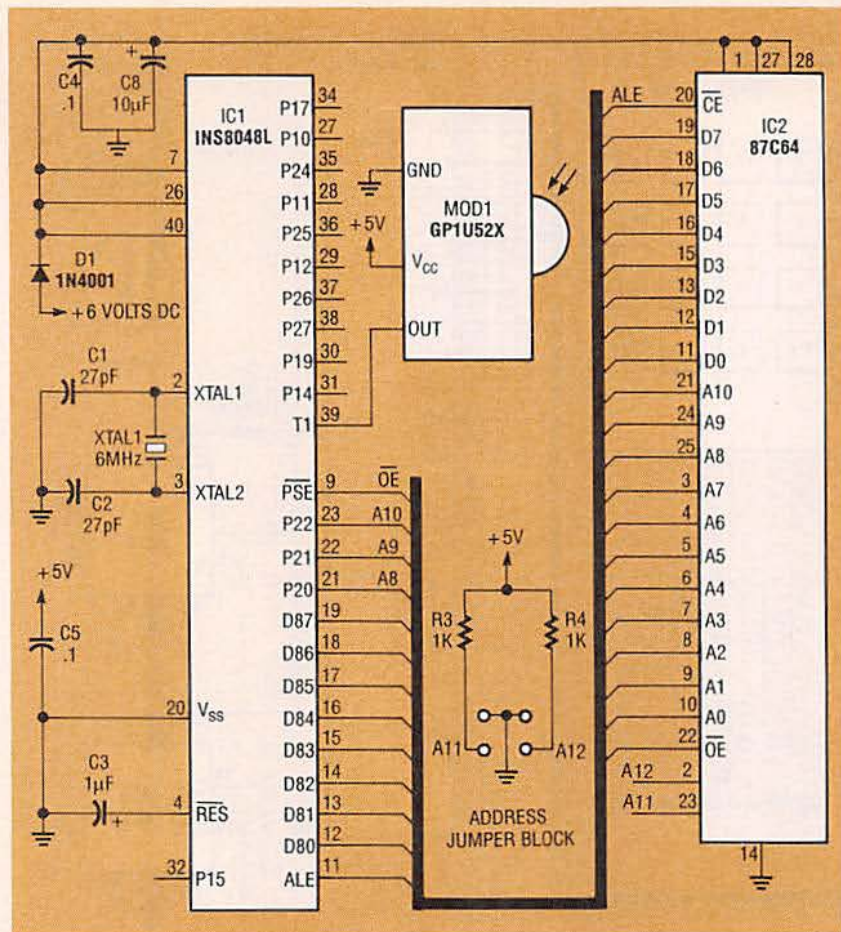 C4
.1
+
C8
10µF
IC1
INS8048L
7
26
40
D1
1N4001
+6 VOLTS DC
C1
27pF
2
XTAL1
XTAL1
6MHz
3
XTAL2
C2
27pF
+5V
C5
.1
20
VSS
C3
1µF
+
4
RES
32
P15
P17
34
P10
27
P24
35
P11
28
P25
36
P12
29
P26
37
P27
38
P19
30
P14
31
T1
39
PSE
9
OE
P22
23
A10
P21
22
A9
P20
21
A8
D87
19
D86
18
D85
17
D84
16
D83
15
D82
14
D81
13
D80
12
ALE
11
GND
MOD1
GP1U52X
+5V
VCC
OUT
+5V
R3
1K
R4
1K
A11
A12
ADDRESS
JUMPER BLOCK
1
27
28
IC2
87C64
ALE
20
CE
19
D7
18
D6
17
D5
16
D4
15
D3
13
D2
12
D1
11
D0
21
A10
24
A9
25
A8
3
A7
4
A6
5
A5
6
A4
7
A3
8
A2
9
A1
10
A0
22
OE
A12
2
A11
23
14